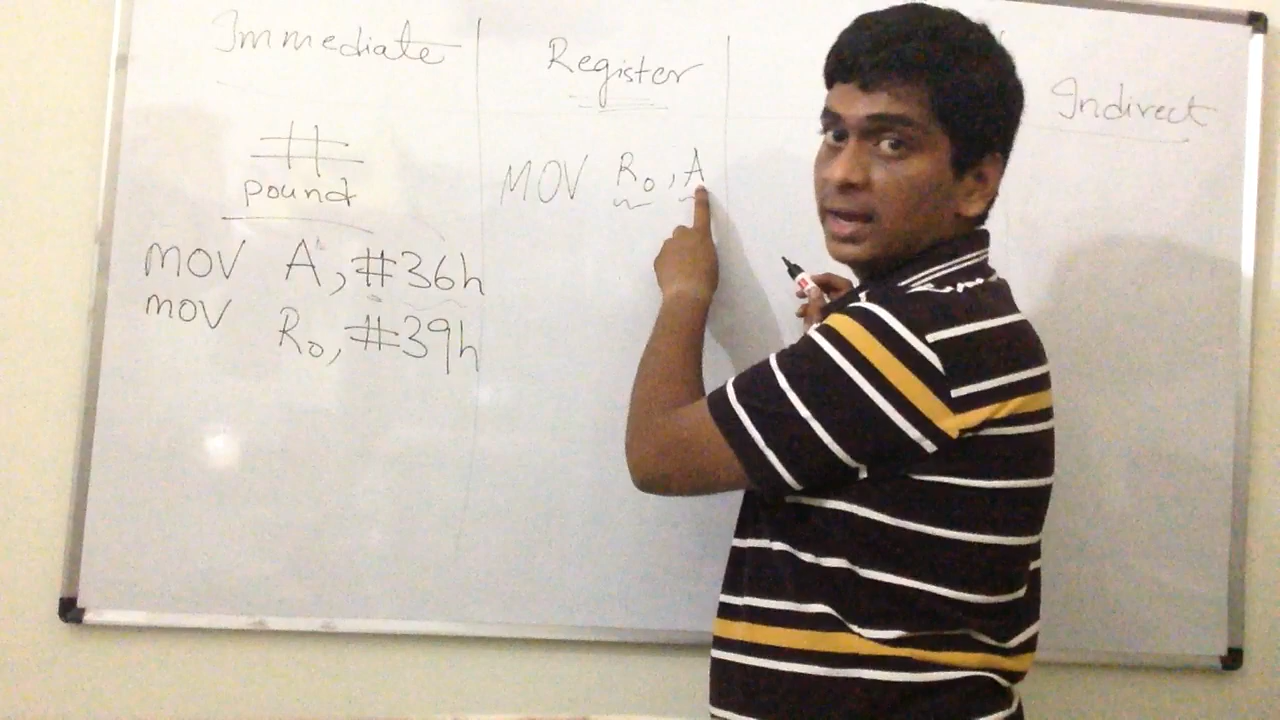 Immediate
Register
Indirect
#
pound
MOV R0, A
MOV A, #36h
MOV R0, #39h